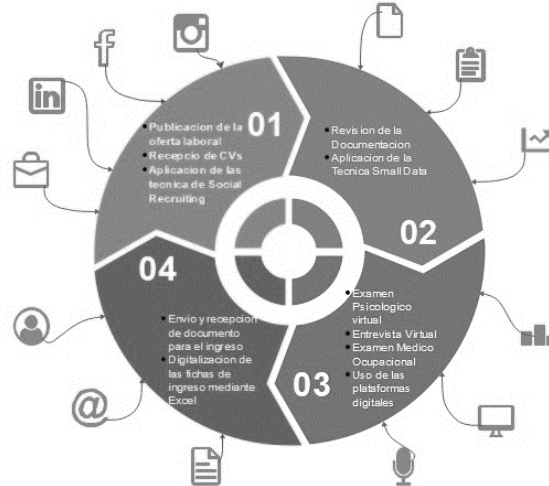 01
• Publicacion de la
oferta laboral
• Recepcio de CVs
• Aplicacion de las
tecnica de Social
Recruiting
• Revision de la
Documentacion
• Aplicacion de la
Tecnica Small Data
02
• Examen
Psicologico
virtual
• Entrevista Virtual
• Examen Medico
Ocupacional
• Uso de las
plataformas
digitales
03
04
• Envio y recepcion
de documento
para el ingreso
• Digitalizacion de
las fichas de
ingreso mediante
Excel
f
in
@